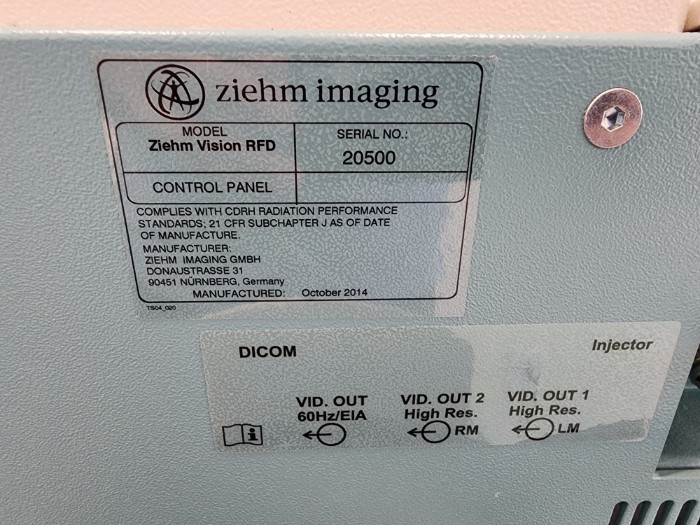 ziehm imaging
MODEL
Ziehm Vision RFD
SERIAL NO.:
20500
CONTROL PANEL
COMPLIES WITH CDRH RADIATION PERFORMANCE
STANDARDS; 21 CFR SUBCHAPTER J AS OF DATE
OF MANUFACTURE.
MANUFACTURER:
ZIEHM IMAGING GMBH
DONAUSTRASSE 31
90451 NÜRNBERG, Germany
MANUFACTURED: October 2014
TS04_020
DICOM
Injector
VID. OUT
60Hz/EIA
VID. OUT 2
High Res.
RM
VID. OUT 1
High Res.
LM